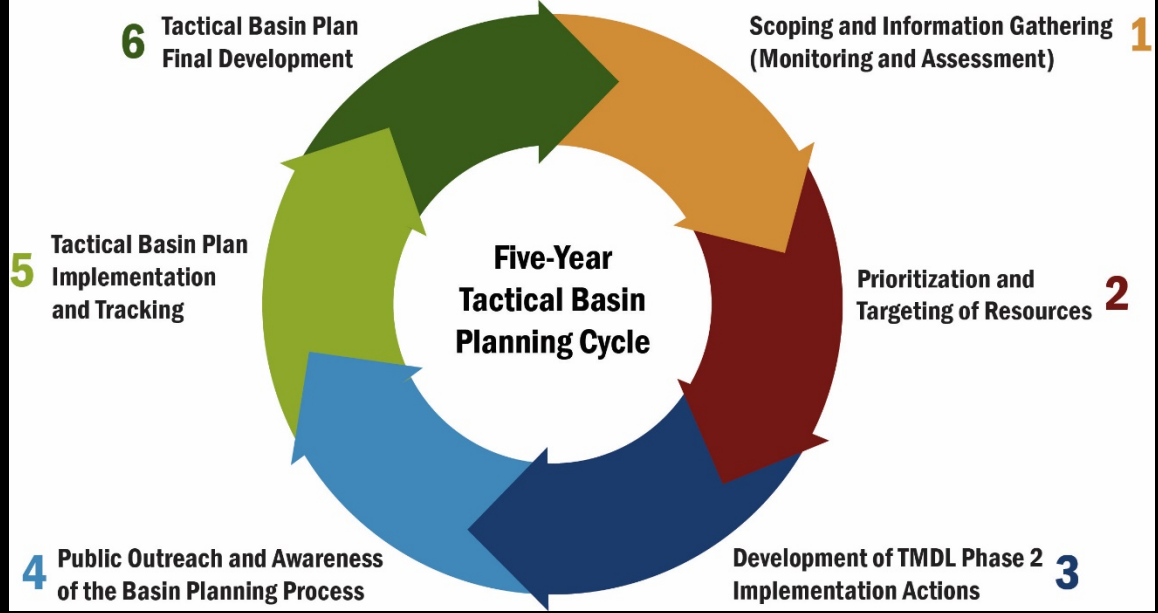 Five-Year
Tactical Basin
Planning Cycle
1
Scoping and Information Gathering
(Monitoring and Assessment)
2
Prioritization and
Targeting of Resources
3
Development of TMDL Phase 2
Implementation Actions
4
Public Outreach and Awareness
of the Basin Planning Process
5
Tactical Basin Plan
Implementation
and Tracking
6
Tactical Basin Plan
Final Development